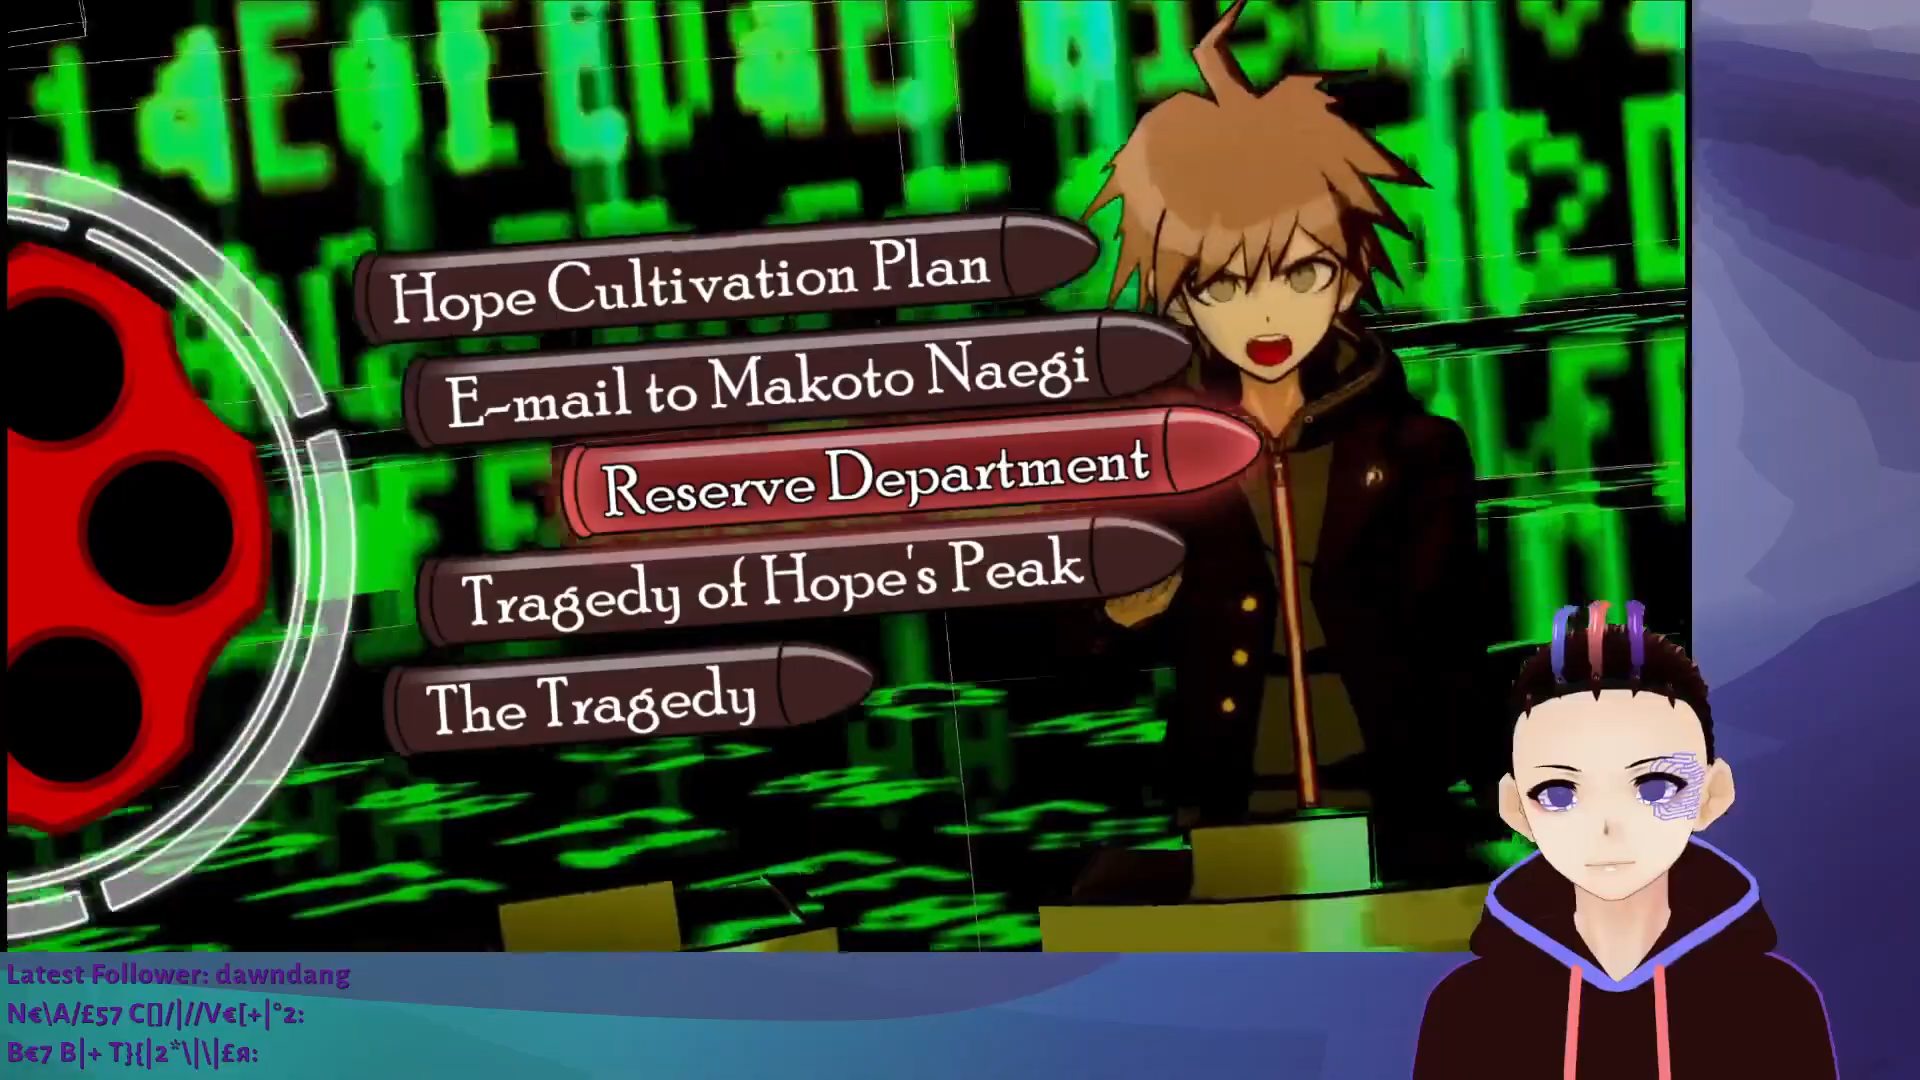 Hope Cultivation Plan
E-mail to Makoto Naegi
Reserve Department
Tragedy of Hope's Peak
The Tragedy
Latest Follower: dawndang
N€\A/£57 C[]/|//V€[+|°2:
B€7 B|+ T}{|2*\|\|£я: